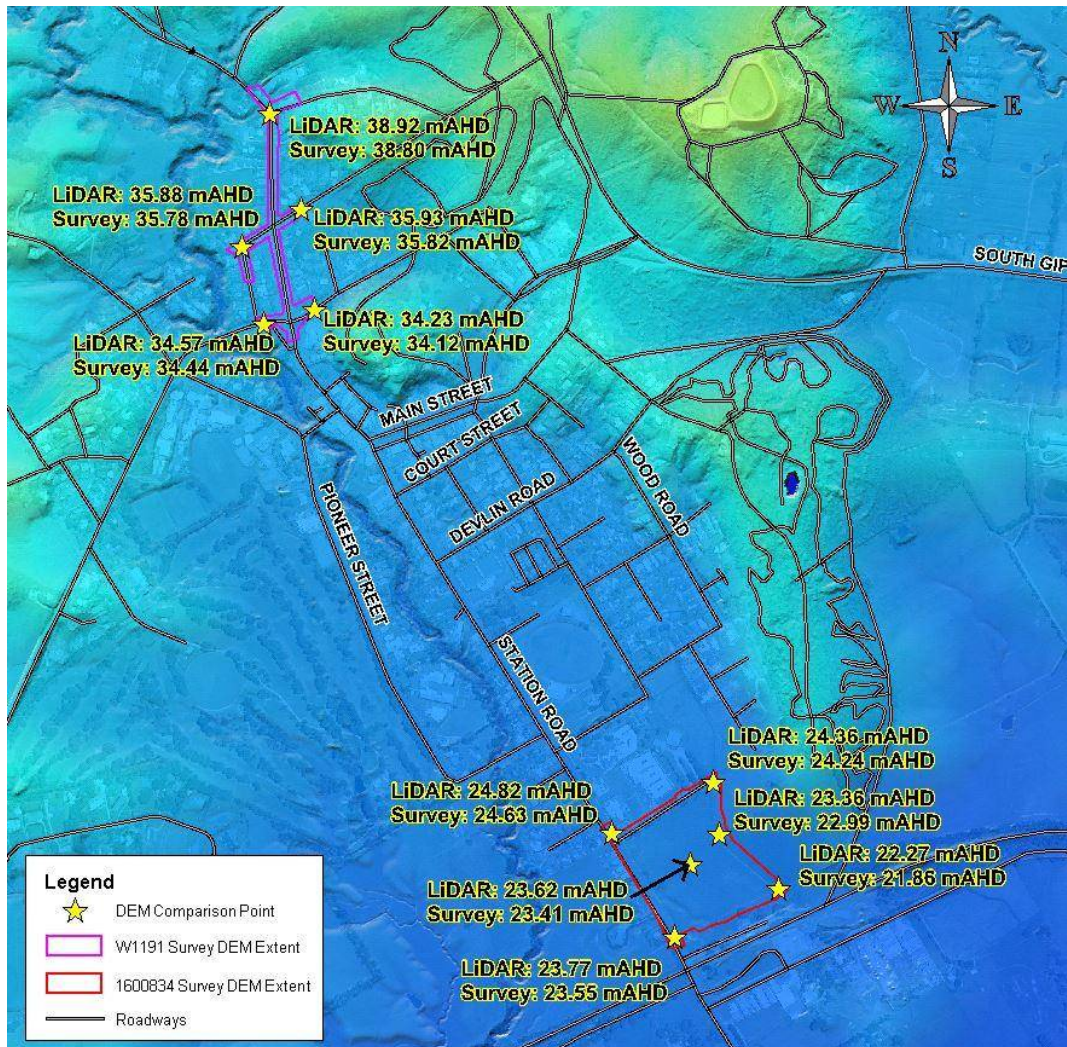 N
W
E
S
LiDAR: 38.92 mAHD
Survey: 38.80 mAHD
LiDAR: 35.88 mAHD
Survey: 35.78 mAHD
LiDAR: 35.93 mAHD
Survey: 35.82 mAHD
SOUTH GIP
LiDAR: 34.23 mAHD
Survey: 34.12 mAHD
LiDAR: 34.57 mAHD
Survey: 34.44 mAHD
MAIN STREET
COURT STREET
DEVLIN ROAD
WOOD ROAD
PIONEER STREET
STATION ROAD
LiDAR: 24.36 mAHD
Survey: 24.24 mAHD
LiDAR: 24.82 mAHD
Survey: 24.63 mAHD
LiDAR: 23.36 mAHD
Survey: 22.99 mAHD
LiDAR: 22.27 mAHD
Survey: 21.86 mAHD
LiDAR: 23.62 mAHD
Survey: 23.41 mAHD
LiDAR: 23.77 mAHD
Survey: 23.55 mAHD
Legend
DEM Comparison Point
W1191 Survey DEM Extent
1600834 Survey DEM Extent
Roadways